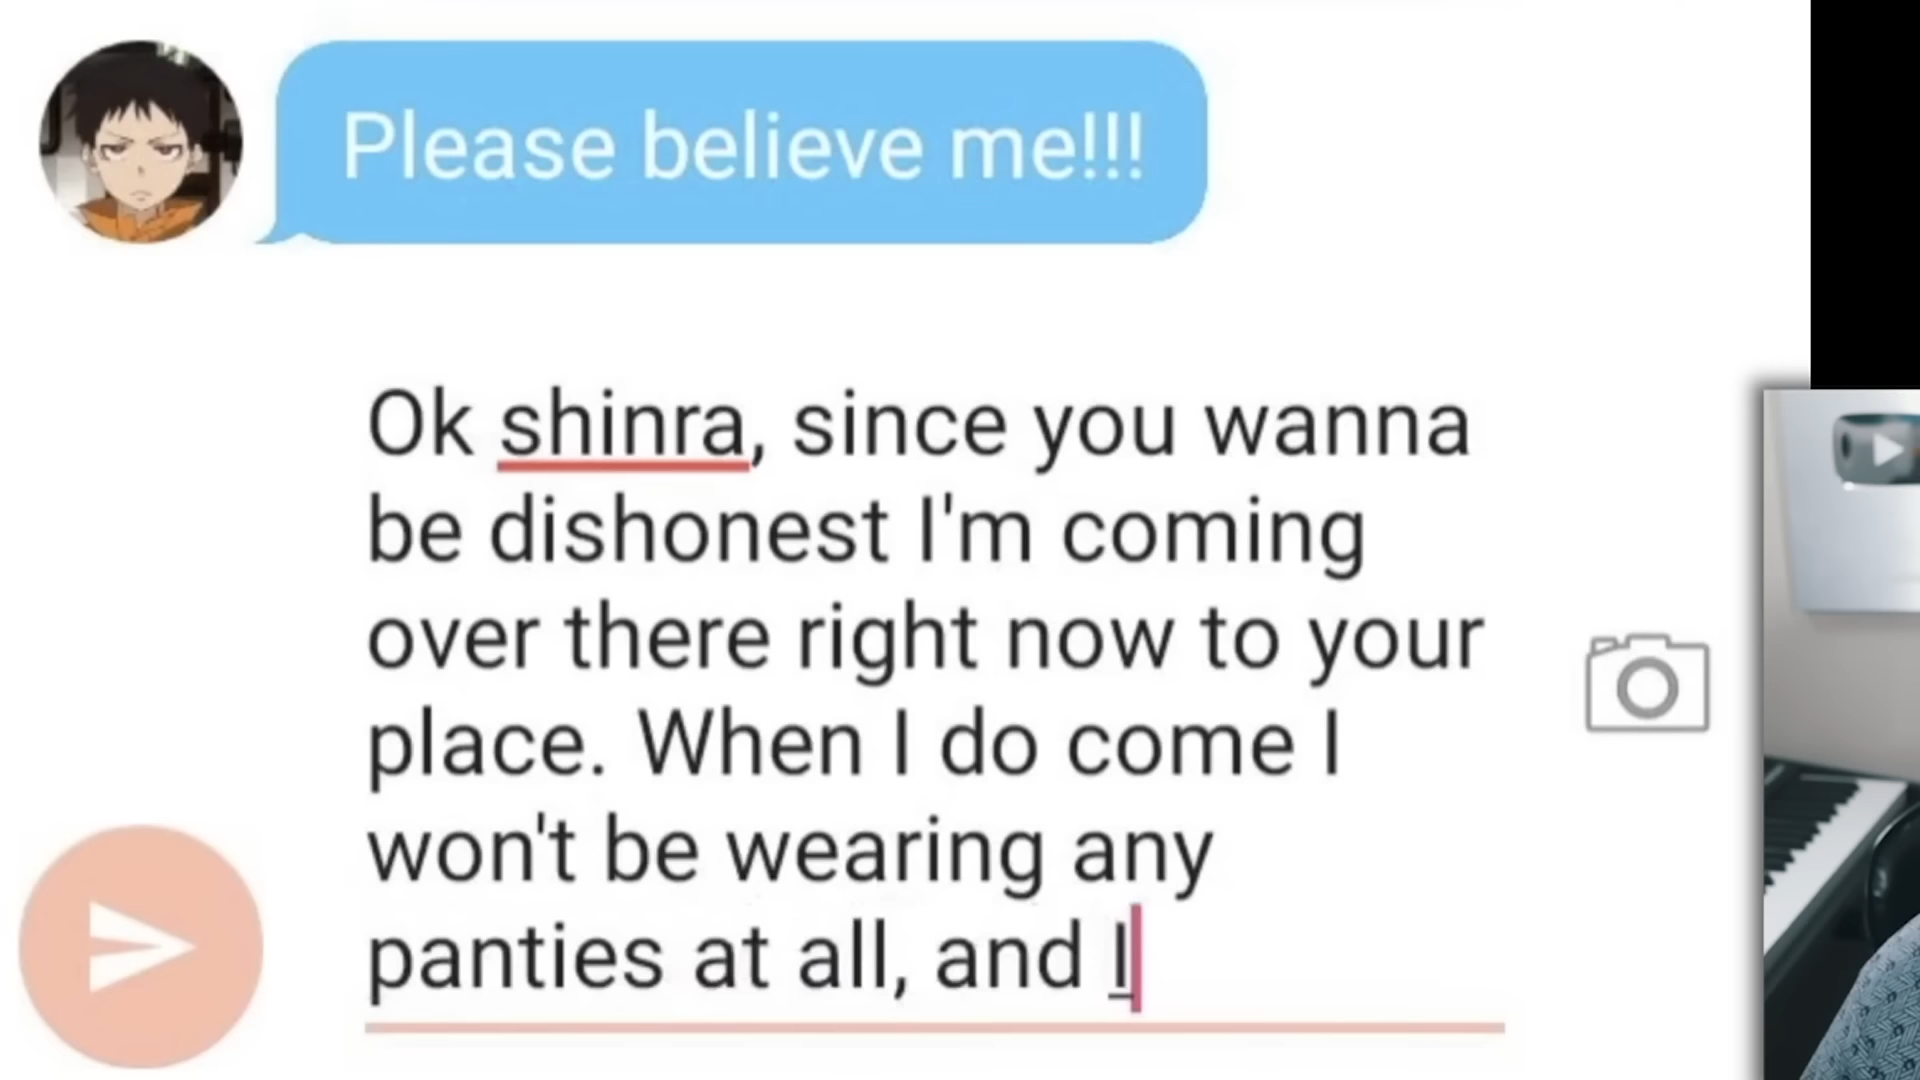 Please believe me!!!
Ok shinra, since you wanna
be dishonest I'm coming
over there right now to your
place. When I do come I
won't be wearing any
panties at all, and I